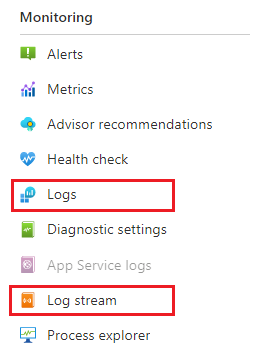 Monitoring
Alerts
Metrics
Advisor recommendations
Health check
Logs
Diagnostic settings
App Service logs
Log stream
Process explorer